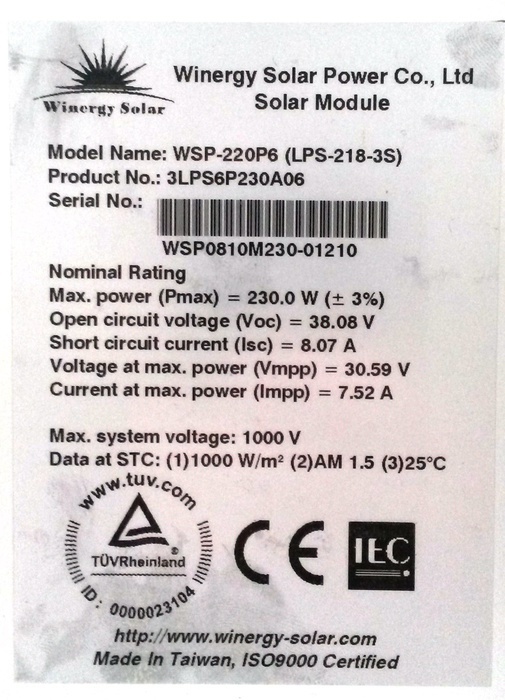 Winergy Solar
Winergy Solar Power Co., Ltd
Solar Module
Model Name: WSP-220P6 (LPS-218-3S)
Product No.: 3LPS6P230A06
Serial No.:
WSP0810M230-01210
Nominal Rating
Max. power (Pmax) = 230.0 W (± 3%)
Open circuit voltage (Voc) = 38.08 V
Short circuit current (Isc) = 8.07 A
Voltage at max. power (Vmpp) = 30.59 V
Current at max. power (Impp) = 7.52 A
Max. system voltage: 1000 V
Data at STC: (1)1000 W/m² (2)AM 1.5 (3)25°C
www.tuv.com
TÜVRheinland®
ID: 0000023104
CE
IEC
http://www.winergy-solar.com
Made In Taiwan, ISO9000 Certified